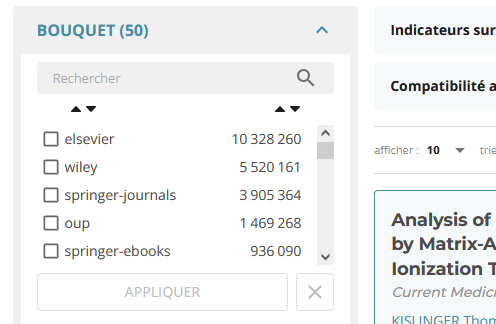 BOUQUET (50)
Rechercher
elsevier 10 328 260
wiley 5 520 161
springer-journals 3 905 364
oup 1 469 268
springer-ebooks 936 090
APPLIQUER
Indicateurs sur
Compatibilité a
afficher : 10 trie
Analysis of
by Matrix-A
Ionization T
Current Medici
KISLINGER Thom